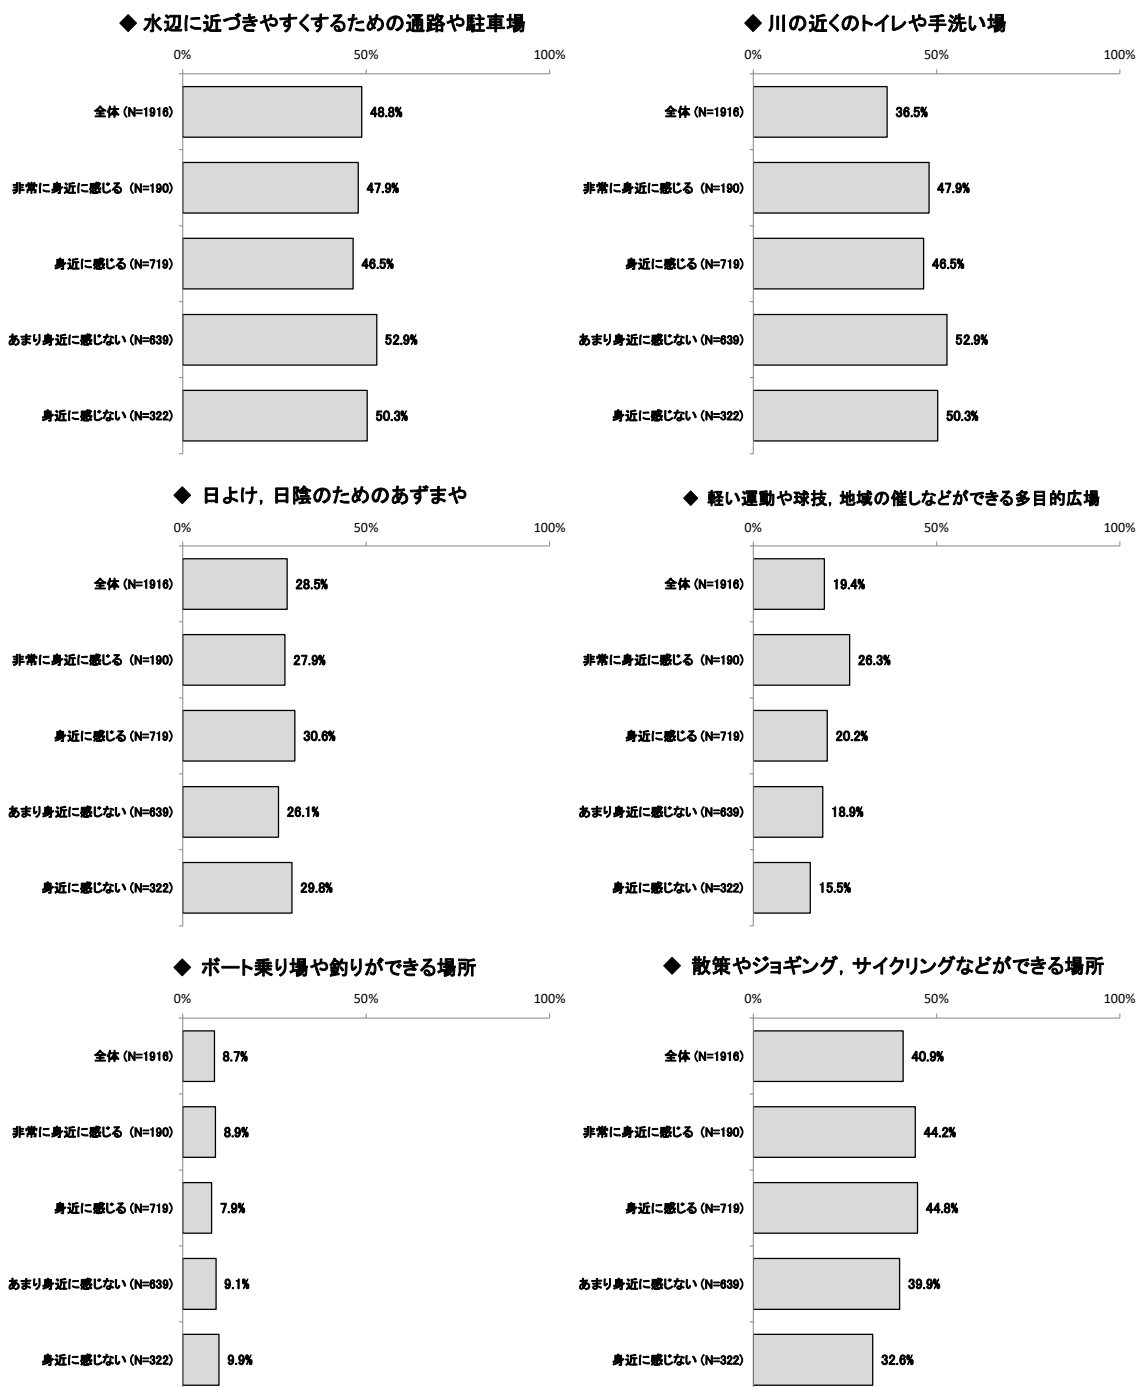 ◆ 水辺に近づきやすくするための通路や駐車場
0% 50% 100%
全体 (N=1916) 48.8%
非常に身近に感じる (N=190) 47.9%
身近に感じる (N=719) 46.5%
あまり身近に感じない (N=639) 52.9%
身近に感じない (N=322) 50.3%
◆ 川の近くのトイレや手洗い場
0% 50% 100%
全体 (N=1916) 36.5%
非常に身近に感じる (N=190) 47.9%
身近に感じる (N=719) 46.5%
あまり身近に感じない (N=639) 52.9%
身近に感じない (N=322) 50.3%
◆ 日よけ，日陰のためのあずまや
0% 50% 100%
全体 (N=1916) 28.5%
非常に身近に感じる (N=190) 27.9%
身近に感じる (N=719) 30.6%
あまり身近に感じない (N=639) 26.1%
身近に感じない (N=322) 29.8%
◆ 軽い運動や球技，地域の催しなどができる多目的広場
0% 50% 100%
全体 (N=1916) 19.4%
非常に身近に感じる (N=190) 26.3%
身近に感じる (N=719) 20.2%
あまり身近に感じない (N=639) 18.9%
身近に感じない (N=322) 15.5%
◆ ボート乗り場や釣りができる場所
0% 50% 100%
全体 (N=1916) 8.7%
非常に身近に感じる (N=190) 8.9%
身近に感じる (N=719) 7.9%
あまり身近に感じない (N=639) 9.1%
身近に感じない (N=322) 9.9%
◆ 散策やジョギング，サイクリングなどができる場所
0% 50% 100%
全体 (N=1916) 40.9%
非常に身近に感じる (N=190) 44.2%
身近に感じる (N=719) 44.8%
あまり身近に感じない (N=639) 39.9%
身近に感じない (N=322) 32.6%